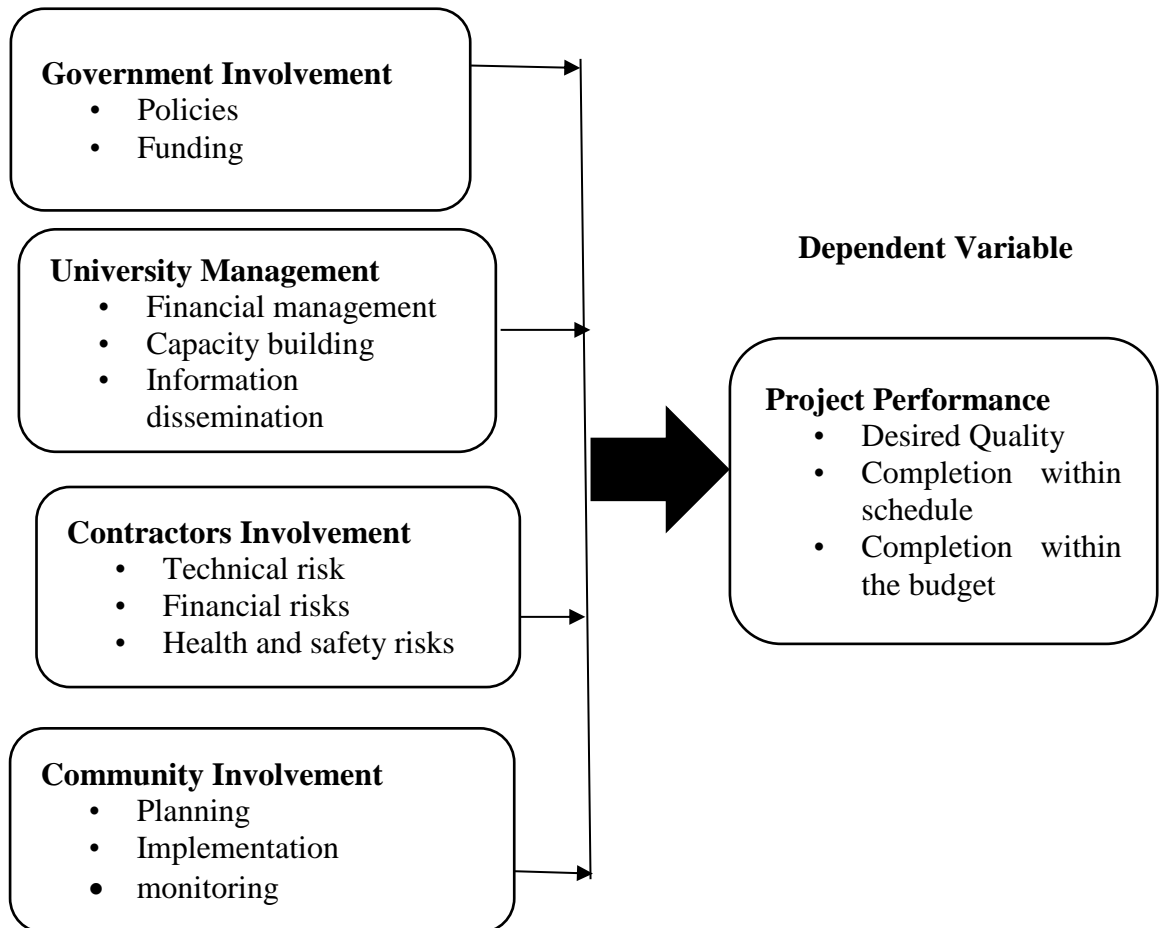 Government Involvement
• Policies
• Funding
University Management
• Financial management
• Capacity building
• Information
dissemination
Contractors Involvement
• Technical risk
• Financial risks
• Health and safety risks
Community Involvement
• Planning
• Implementation
• monitoring
Dependent Variable
Project Performance
• Desired Quality
• Completion within
schedule
• Completion within
the budget